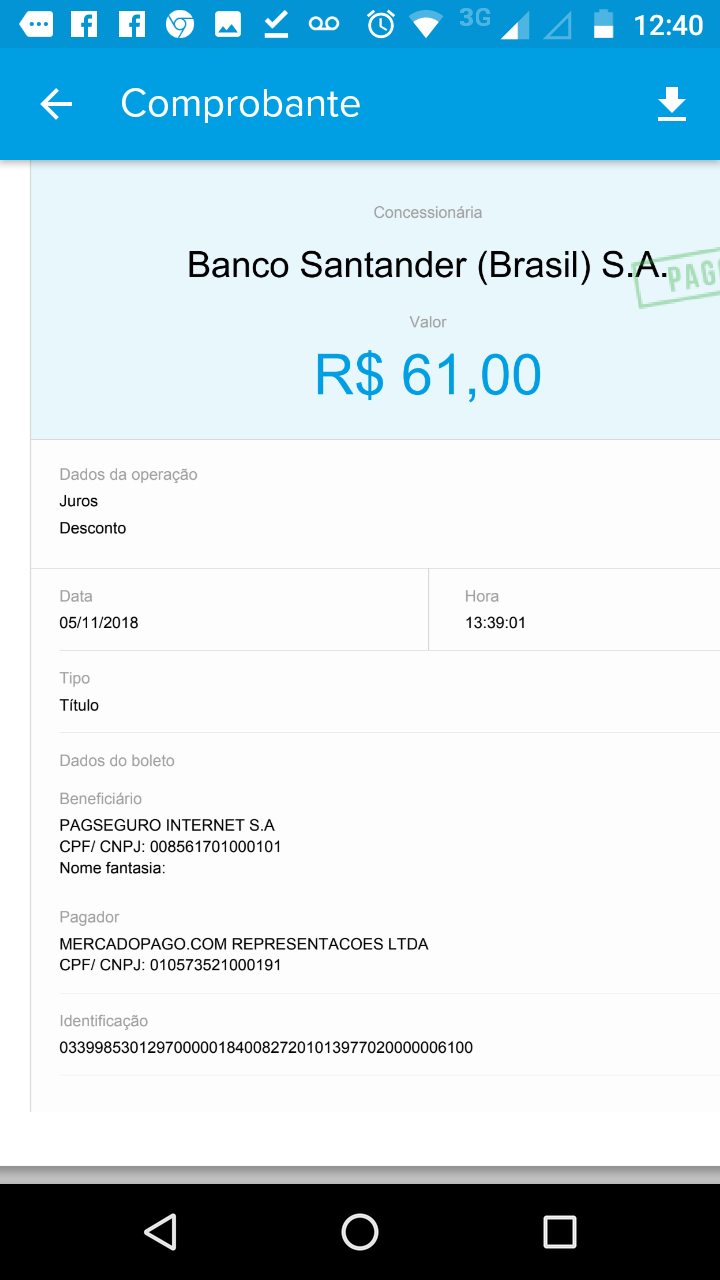 3G 12:40
Comprobante
Concessionária
Banco Santander (Brasil) S.A.
PAG
Valor
R$ 61,00
Dados da operação
Juros
Desconto
Data Hora
05/11/2018 13:39:01
Tipo
Título
Dados do boleto
Beneficiário
PAGSEGURO INTERNET S.A
CPF/ CNPJ: 008561701000101
Nome fantasia:
Pagador
MERCADOPAGO.COM REPRESENTACOES LTDA
CPF/ CNPJ: 010573521000191
Identificação
03399853012970000018400827201013977020000006100